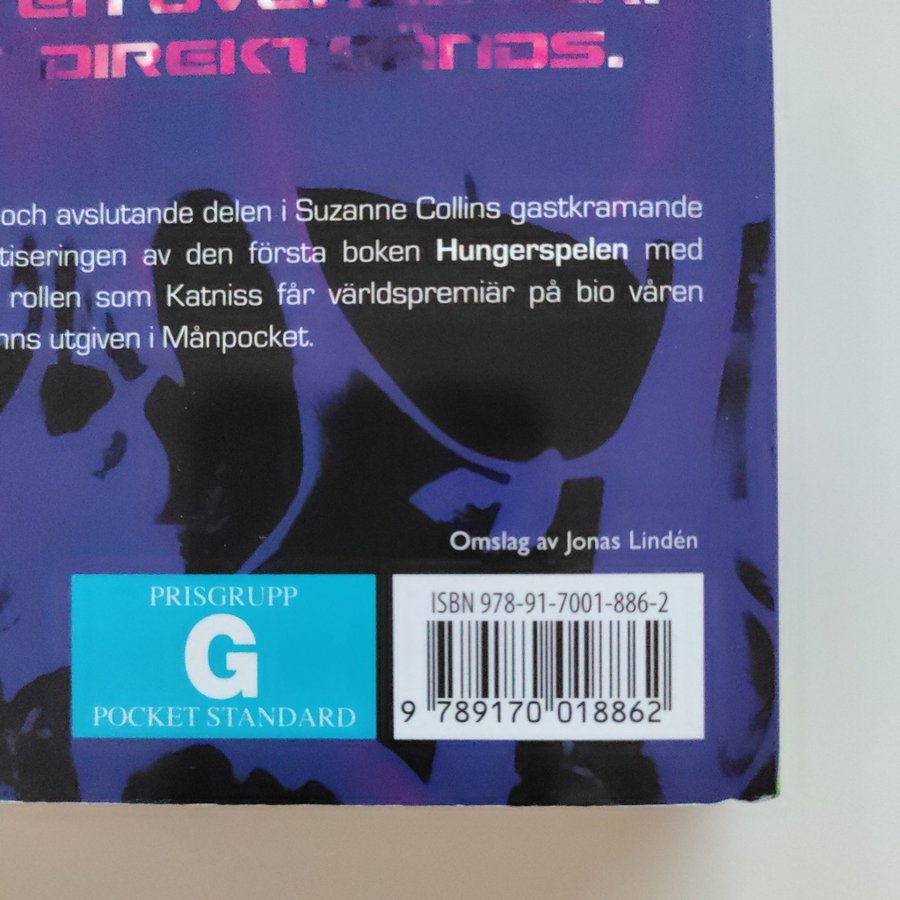 DIREKTSÄNDS.
och avslutande delen i Suzanne Collins gastkramande
tiseringen av den första boken Hungerspelen med
rollen som Katniss får världspremiär på bio våren
nns utgiven i Månpocket.
Omslag av Jonas Lindén
PRISGRUPP
G
POCKET STANDARD
ISBN 978-91-7001-886-2
9 789170 018862